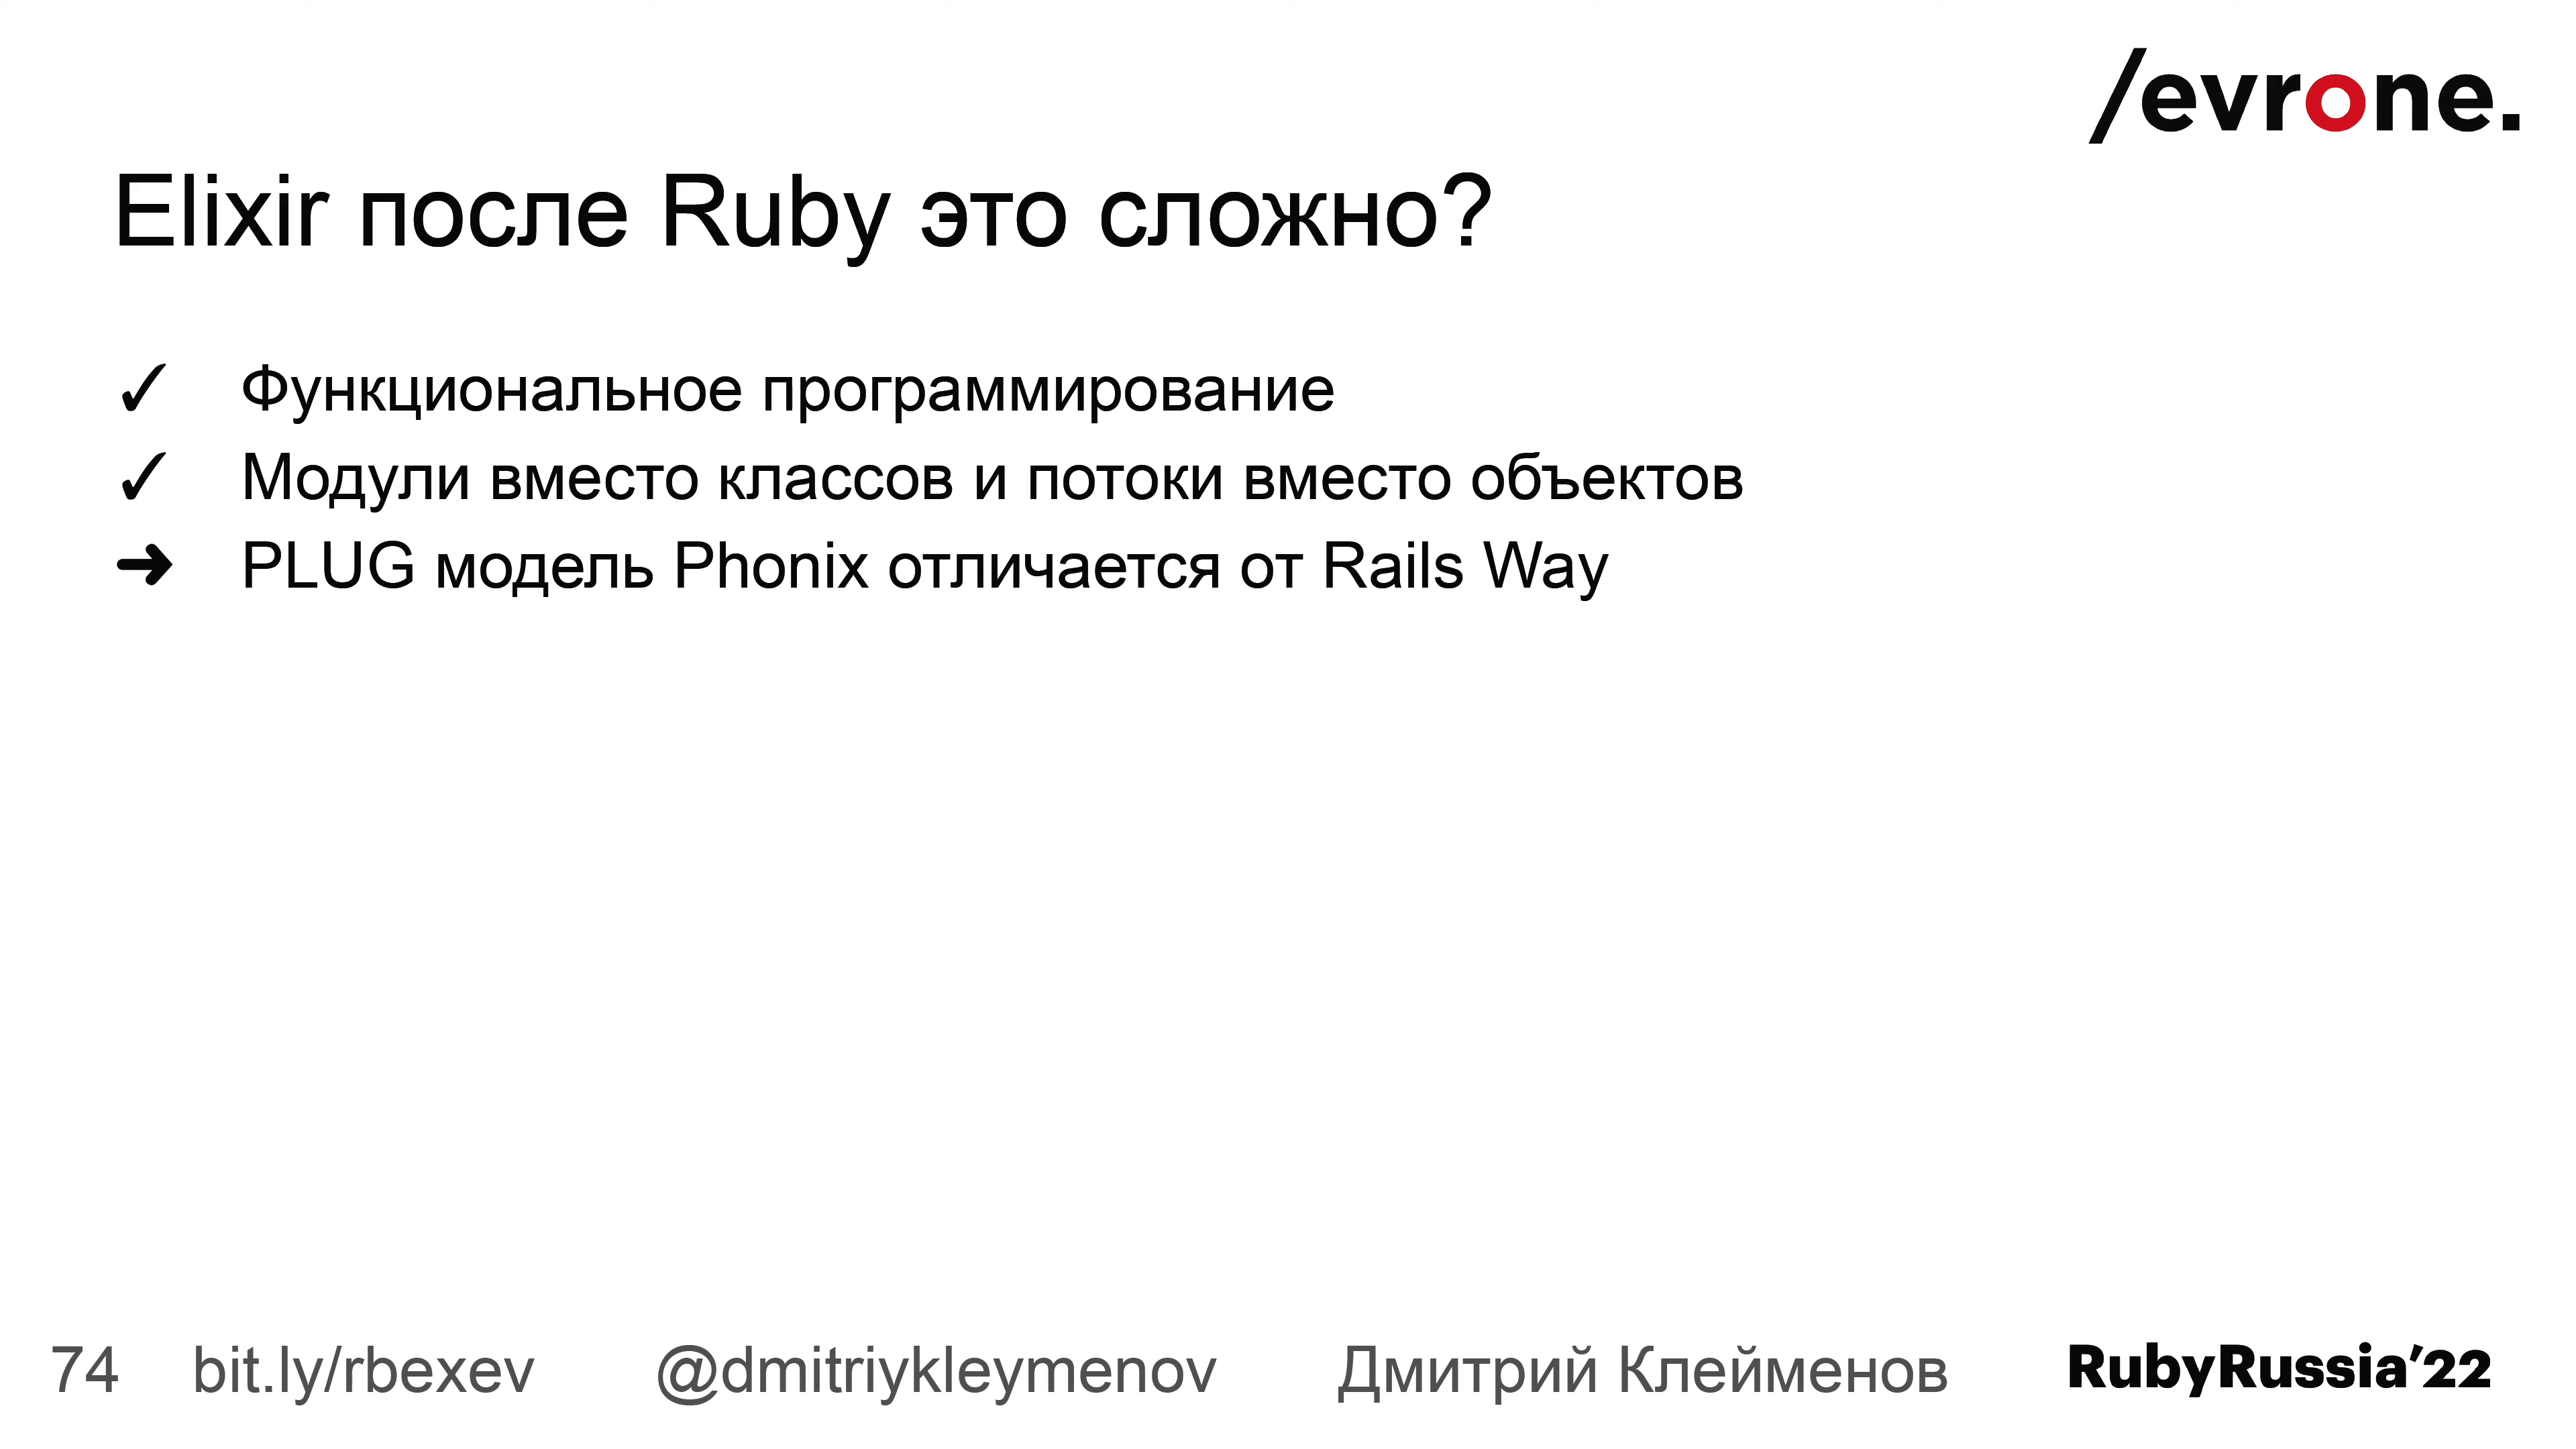 /evrone.
Elixir после Ruby это сложно?
✓ Функциональное программирование
✓ Модули вместо классов и потоки вместо объектов
➜ PLUG модель Phonix отличается от Rails Way
74 bit.ly/rbexev @dmitriykleymenov Дмитрий Клейменов RubyRussia’22